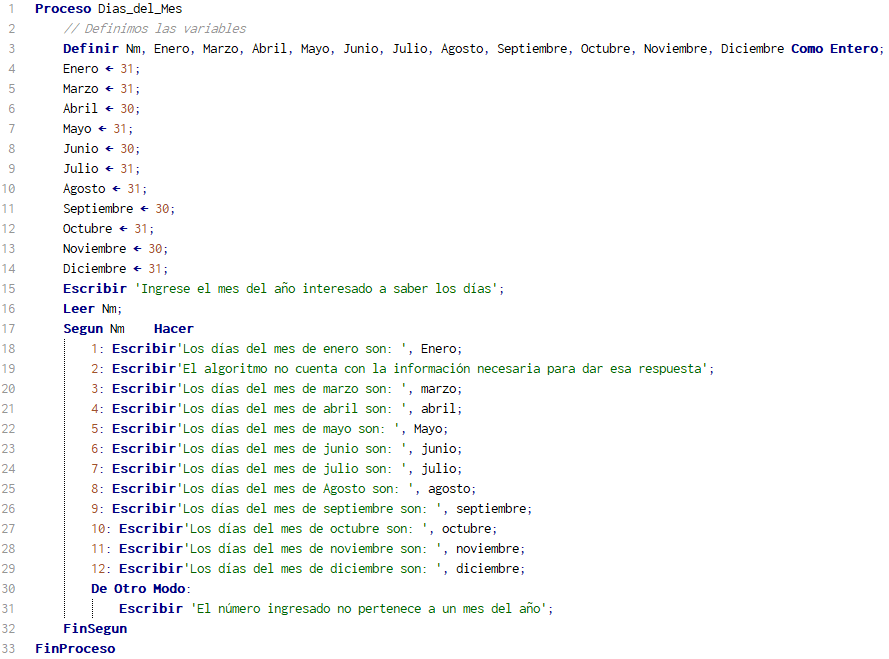 1 Proceso Dias_del_Mes
2 // Definimos las variables
3 Definir Nm, Enero, Marzo, Abril, Mayo, Junio, Julio, Agosto, Septiembre, Octubre, Noviembre, Diciembre Como Entero;
4 Enero ← 31;
5 Marzo ← 31;
6 Abril ← 30;
7 Mayo ← 31;
8 Junio ← 30;
9 Julio ← 31;
10 Agosto ← 31;
11 Septiembre ← 30;
12 Octubre ← 31;
13 Noviembre ← 30;
14 Diciembre ← 31;
15 Escribir 'Ingrese el mes del año interesado a saber los días';
16 Leer Nm;
17 Segun Nm Hacer
18 1: Escribir'Los días del mes de enero son: ', Enero;
19 2: Escribir'El algoritmo no cuenta con la información necesaria para dar esa respuesta';
20 3: Escribir'Los días del mes de marzo son: ', marzo;
21 4: Escribir'Los días del mes de abril son: ', abril;
22 5: Escribir'Los días del mes de mayo son: ', Mayo;
23 6: Escribir'Los días del mes de junio son: ', junio;
24 7: Escribir'Los días del mes de julio son: ', julio;
25 8: Escribir'Los días del mes de Agosto son: ', agosto;
26 9: Escribir'Los días del mes de septiembre son: ', septiembre;
27 10: Escribir'Los días del mes de octubre son: ', octubre;
28 11: Escribir'Los días del mes de noviembre son: ', noviembre;
29 12: Escribir'Los días del mes de diciembre son: ', diciembre;
30 De Otro Modo:
31 Escribir 'El número ingresado no pertenece a un mes del año';
32 FinSegun
33 FinProceso